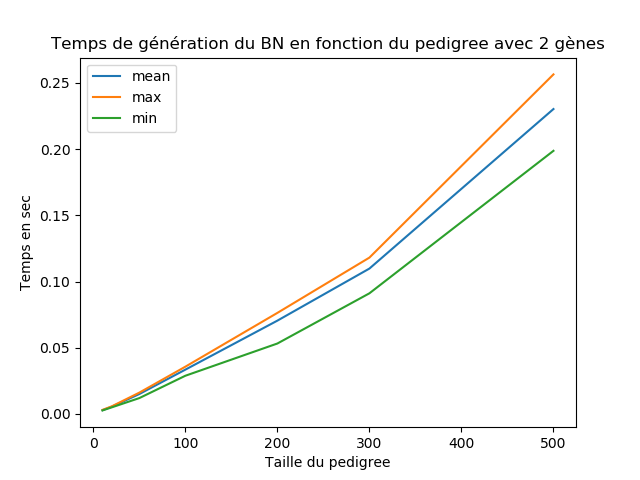 Temps de génération du BN en fonction du pedigree avec 2 gènes
mean
max
min
0.25
0.20
0.15
0.10
0.05
0.00
Temps en sec
0 100 200 300 400 500
Taille du pedigree